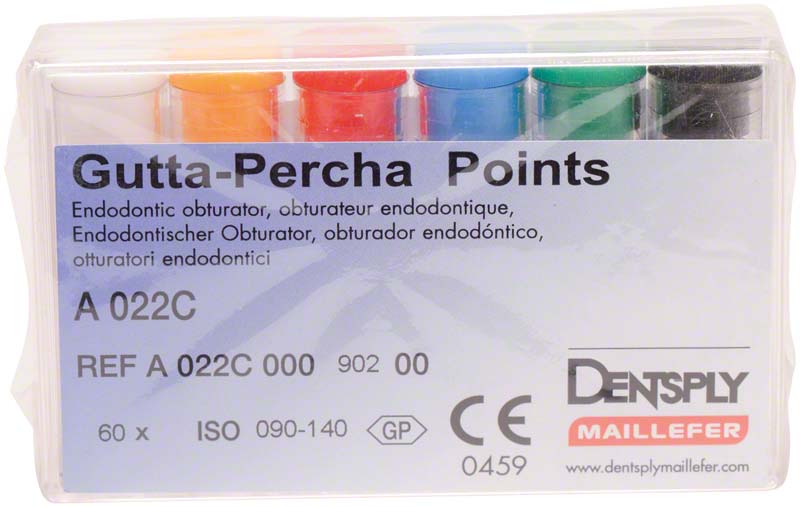 Gutta-Percha Points
Endodontic obturator, obturateur endodontique,
Endodontischer Obturator, obturador endodóntico,
otturatori endodontici
A 022C
REF A 022C 000 902 00
60 x ISO 090-140 GP
CE
0459
DENTSPLY
MAILLEFER
www.dentsplymaillefer.com